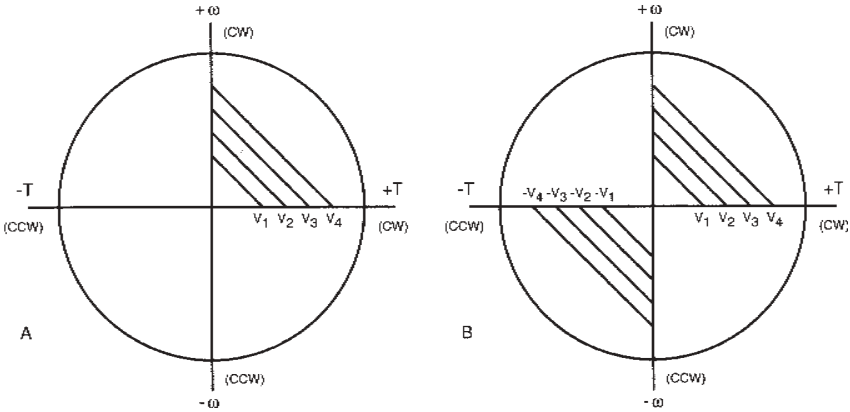 +ω
(CW)
-T
+T
(CCW)
(CW)
V1 V2 V3 V4
A
(CCW)
-ω
+ω
(CW)
-T
-V4 -V3 -V2 -V1
+T
(CCW)
(CW)
V1 V2 V3 V4
B
(CCW)
-ω